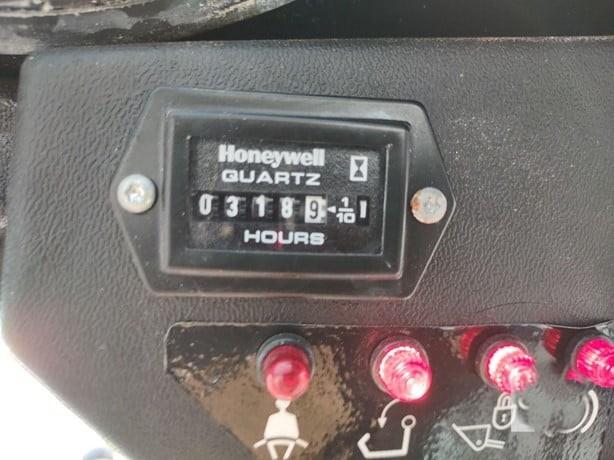 Honeywell
QUARTZ
0 3 1 8 9 ◄ 1/10
HOURS